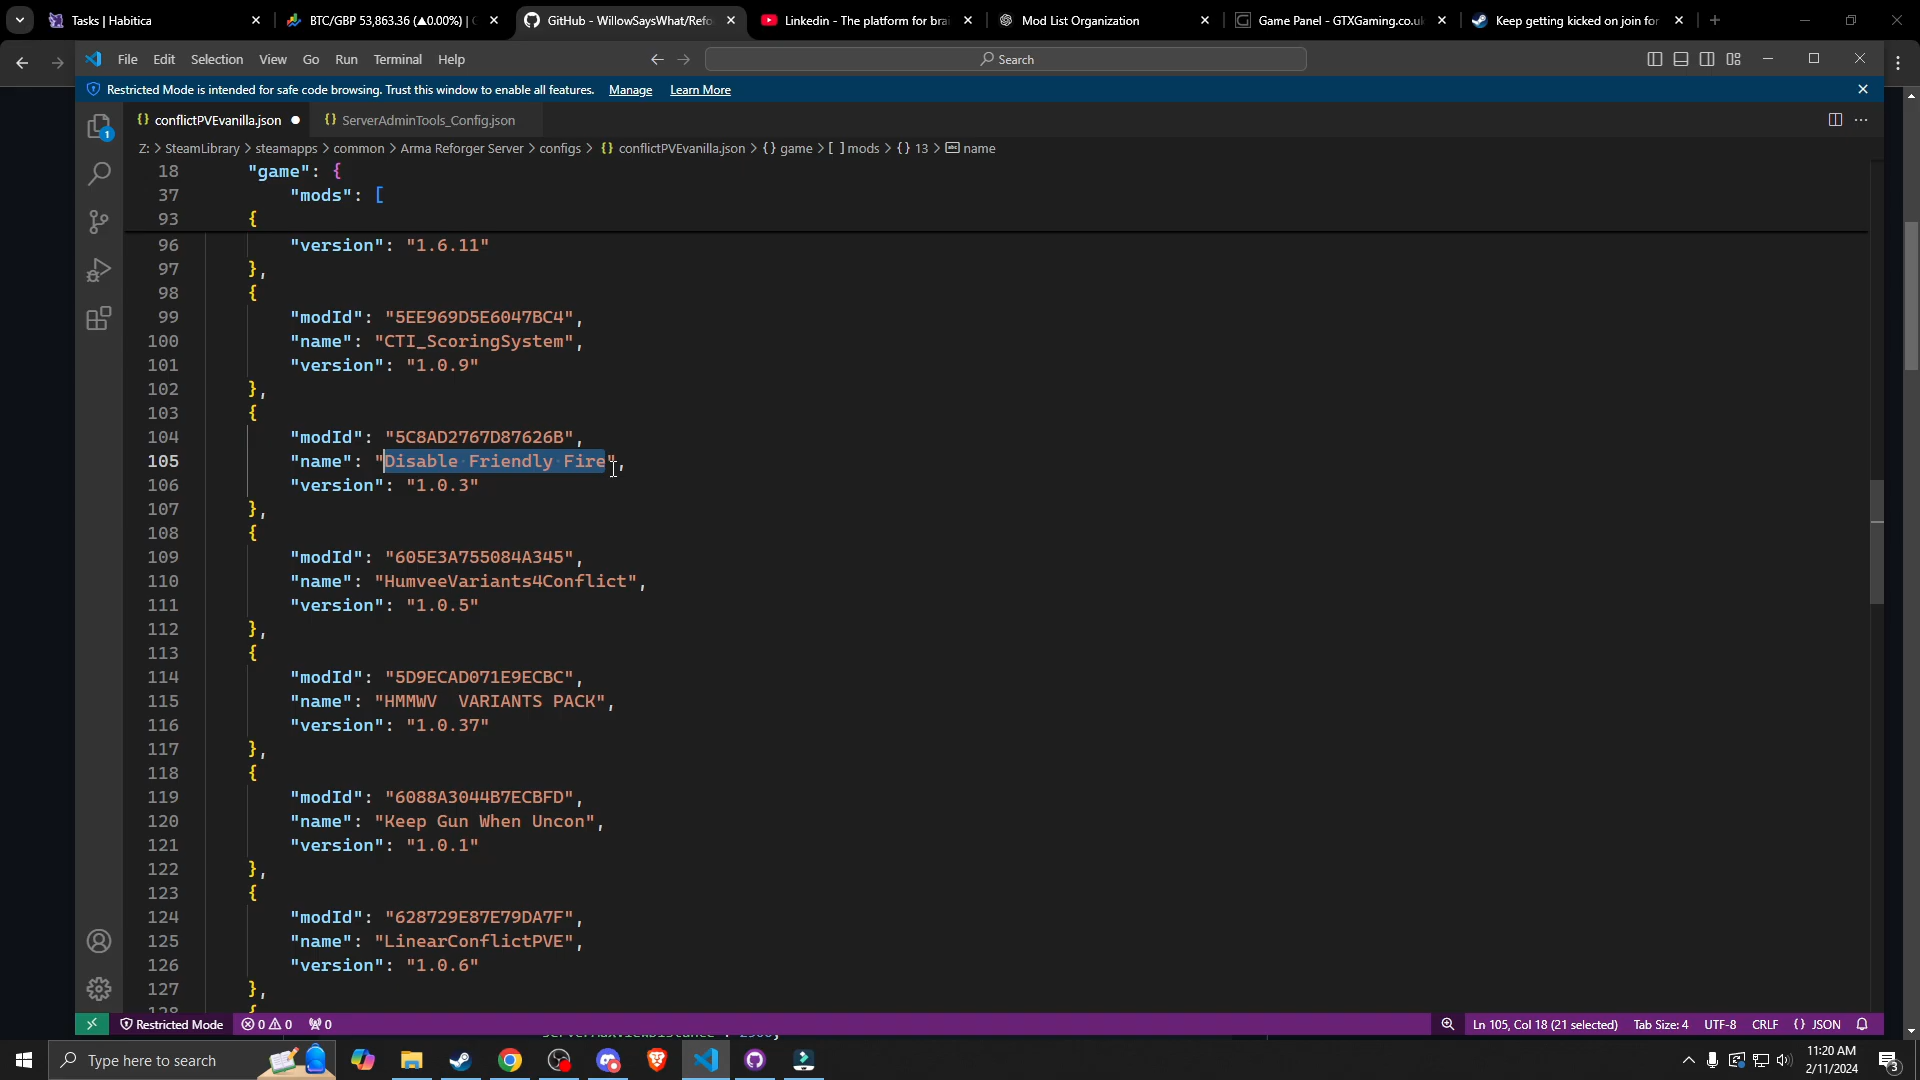 Tasks | Habitica
BTC/GBP 53,863.36 (▲0.00%) |
GitHub - WillowSaysWhat/Refo
Linkedin - The platform for brai
Mod List Organization
Game Panel - GTXGaming.co.uk
Keep getting kicked on join for
File Edit Selection View Go Run Terminal Help
Search
Restricted Mode is intended for safe code browsing. Trust this window to enable all features. Manage Learn More
{} conflictPVEvanilla.json
{} ServerAdminTools_Config.json
Z: > SteamLibrary > steamapps > common > Arma Reforger Server > configs > {} conflictPVEvanilla.json > {} game > [ ] mods > {} 13 > abc name
18 "game": {
37 "mods": [
93 {
96 "version": "1.6.11"
97 },
98 {
99 "modId": "5EE969D5E6047BC4",
100 "name": "CTI_ScoringSystem",
101 "version": "1.0.9"
102 },
103 {
104 "modId": "5C8AD2767D87626B",
105 "name": "Disable Friendly Fire",
106 "version": "1.0.3"
107 },
108 {
109 "modId": "605E3A755084A345",
110 "name": "HumveeVariants4Conflict",
111 "version": "1.0.5"
112 },
113 {
114 "modId": "5D9ECAD071E9ECBC",
115 "name": "HMMWV  VARIANTS PACK",
116 "version": "1.0.37"
117 },
118 {
119 "modId": "6088A3044B7ECBFD",
120 "name": "Keep Gun When Uncon",
121 "version": "1.0.1"
122 },
123 {
124 "modId": "628729E87E79DA7F",
125 "name": "LinearConflictPVE",
126 "version": "1.0.6"
127 },
128 {
Restricted Mode 0 0 0
Ln 105, Col 18 (21 selected) Tab Size: 4 UTF-8 CRLF {} JSON
Type here to search
11:20 AM
2/11/2024
3
1